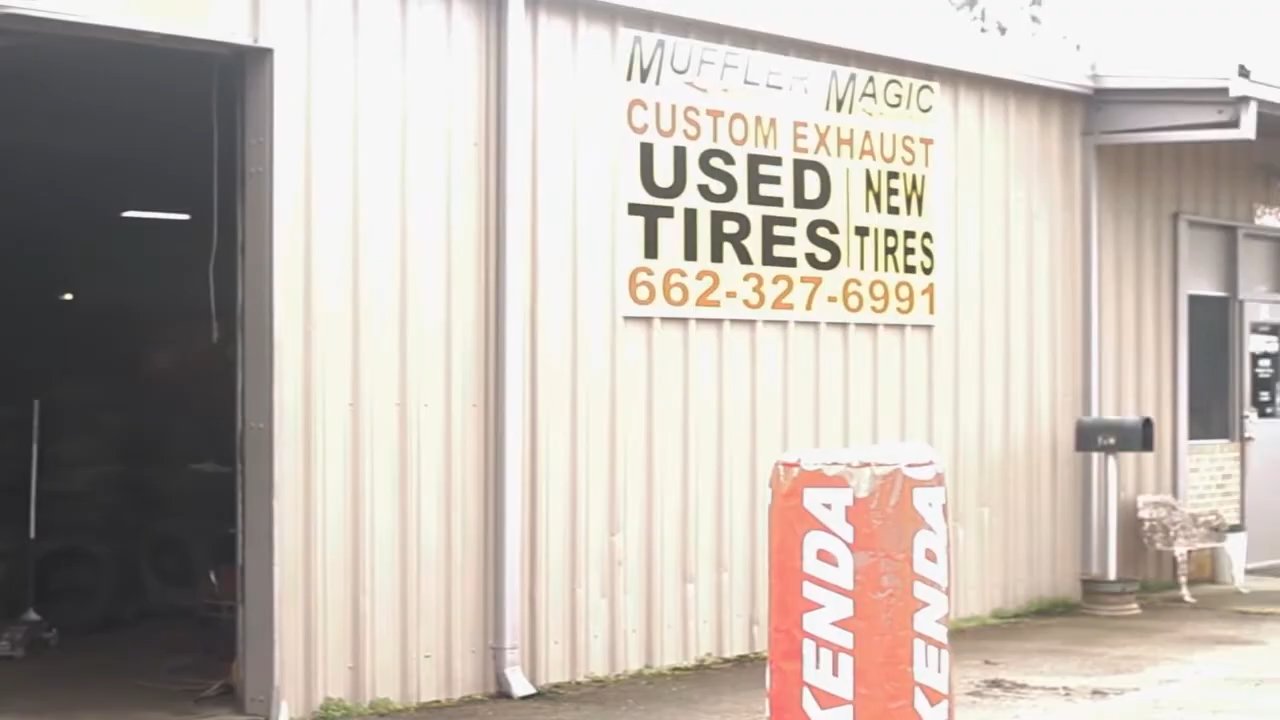 MUFFLER MAGIC
CUSTOM EXHAUST
USED TIRES
NEW TIRES
662-327-6991
KENDA
KENDA